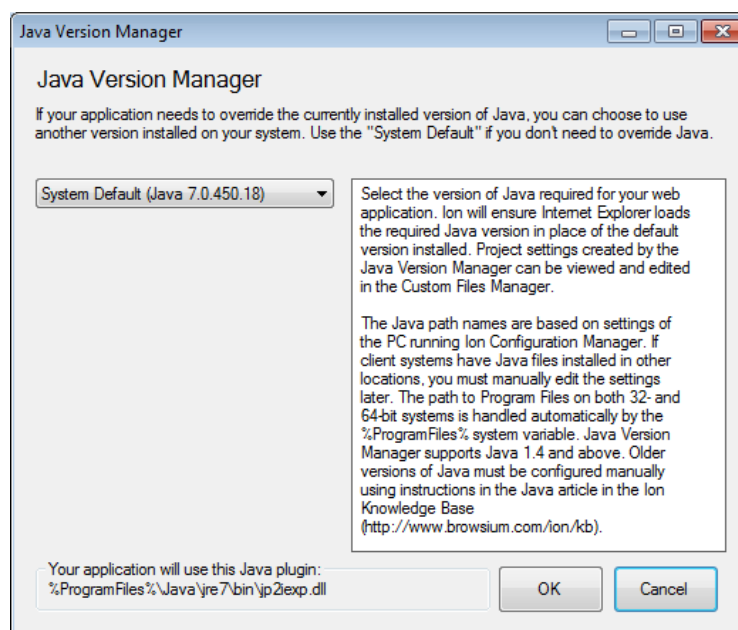 Java Version Manager
Java Version Manager
If your application needs to override the currently installed version of Java, you can choose to use
another version installed on your system. Use the "System Default" if you don't need to override Java.
System Default (Java 7.0.450.18)
Select the version of Java required for your web
application. Ion will ensure Internet Explorer loads
the required Java version in place of the default
version installed. Project settings created by the
Java Version Manager can be viewed and edited
in the Custom Files Manager.
The Java path names are based on settings of
the PC running Ion Configuration Manager. If
client systems have Java files installed in other
locations, you must manually edit the settings
later. The path to Program Files on both 32- and
64-bit systems is handled automatically by the
%ProgramFiles% system variable. Java Version
Manager supports Java 1.4 and above. Older
versions of Java must be configured manually
using instructions in the Java article in the Ion
Knowledge Base
(http://www.browsium.com/ion/kb).
Your application will use this Java plugin:
%ProgramFiles%\Java\jre7\bin\jp2iexp.dll
OK
Cancel